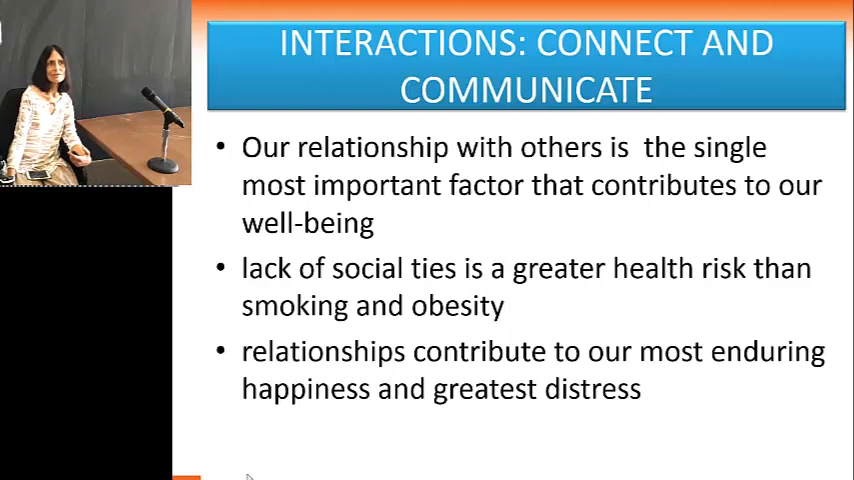 INTERACTIONS: CONNECT AND
COMMUNICATE
• Our relationship with others is the single
most important factor that contributes to our
well-being
• lack of social ties is a greater health risk than
smoking and obesity
• relationships contribute to our most enduring
happiness and greatest distress